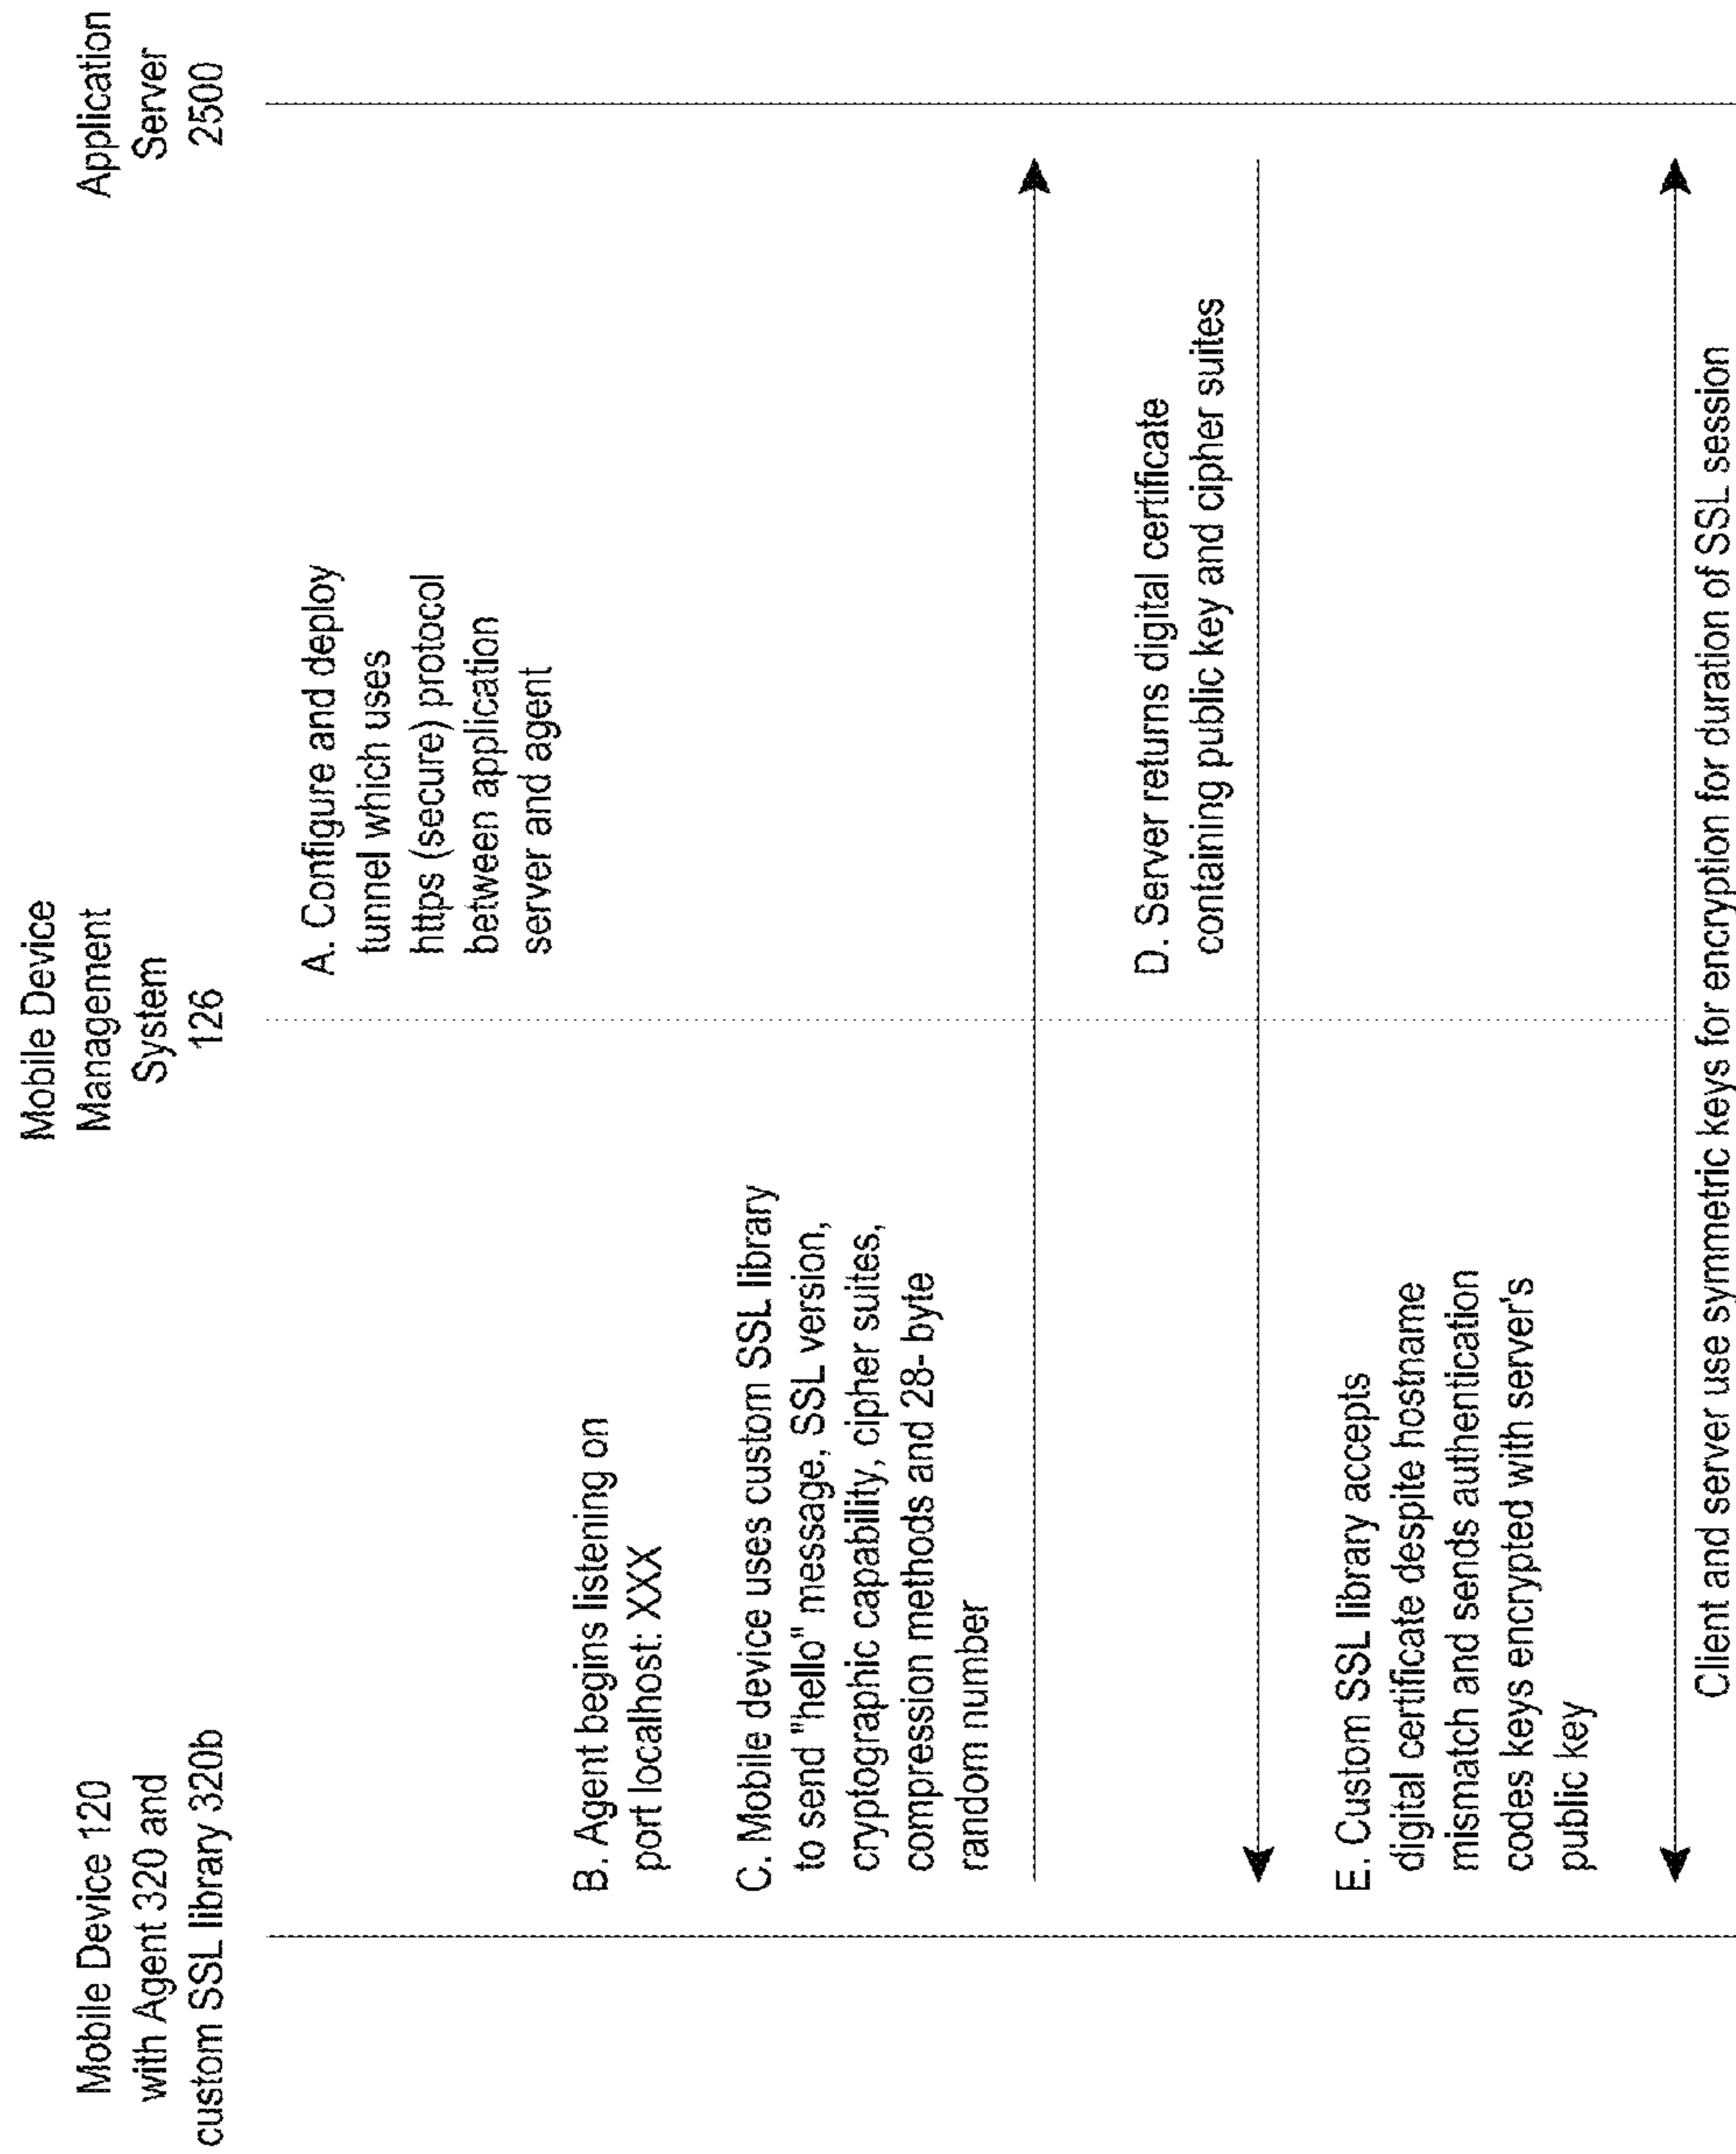 Mobile Device 120
with Agent 320 and
custom SSL library 320b
Mobile Device
Management
System
126
Application
Server
2500
A. Configure and deploy
tunnel which uses
https (secure) protocol
between application
server and agent
B. Agent begins listening on
port localhost: XXX
C. Mobile device uses custom SSL library
to send "hello" message, SSL version,
cryptographic capability, cipher suites,
compression methods and 28- byte
random number
D. Server returns digital certificate
containing public key and cipher suites
E. Custom SSL library accepts
digital certificate despite hostname
mismatch and sends authentication
codes keys encrypted with server's
public key
Client and server use symmetric keys for encryption for duration of SSL session